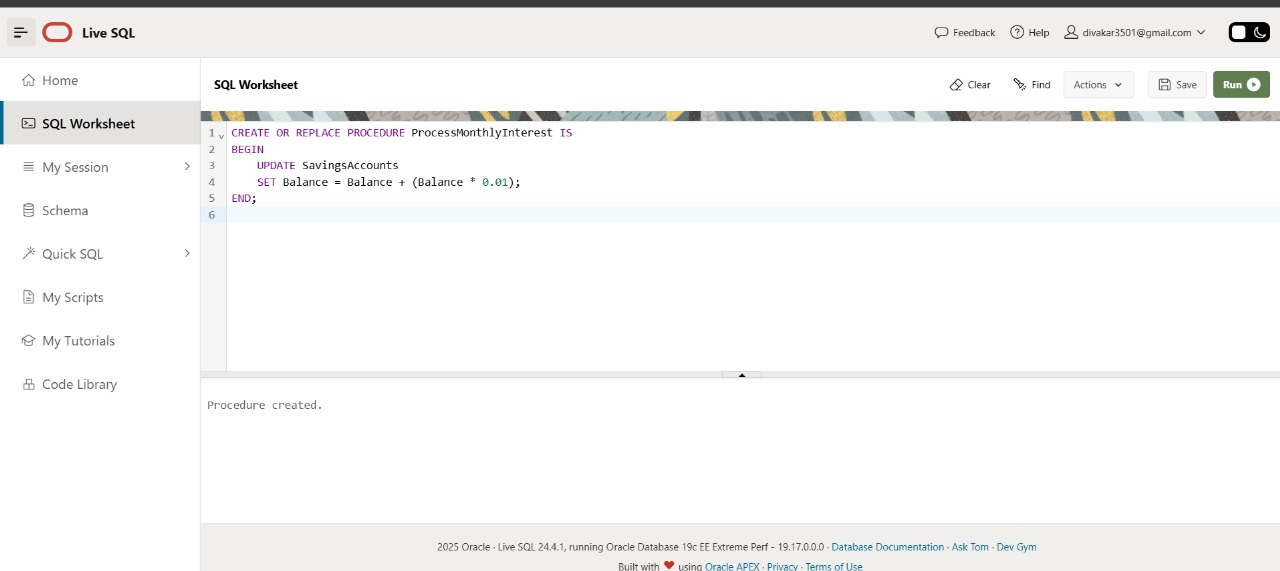 Live SQL
Feedback
Help
divakar3501@gmail.com
Home
SQL Worksheet
My Session
Schema
Quick SQL
My Scripts
My Tutorials
Code Library
SQL Worksheet
Clear
Find
Actions
Save
Run
1 CREATE OR REPLACE PROCEDURE ProcessMonthlyInterest IS
2 BEGIN
3 UPDATE SavingsAccounts
4 SET Balance = Balance + (Balance * 0.01);
5 END;
6
Procedure created.
2025 Oracle · Live SQL 24.4.1, running Oracle Database 19c EE Extreme Perf - 19.17.0.0.0 · Database Documentation · Ask Tom · Dev Gym
Built with ❤ using Oracle APEX · Privacy · Terms of Use